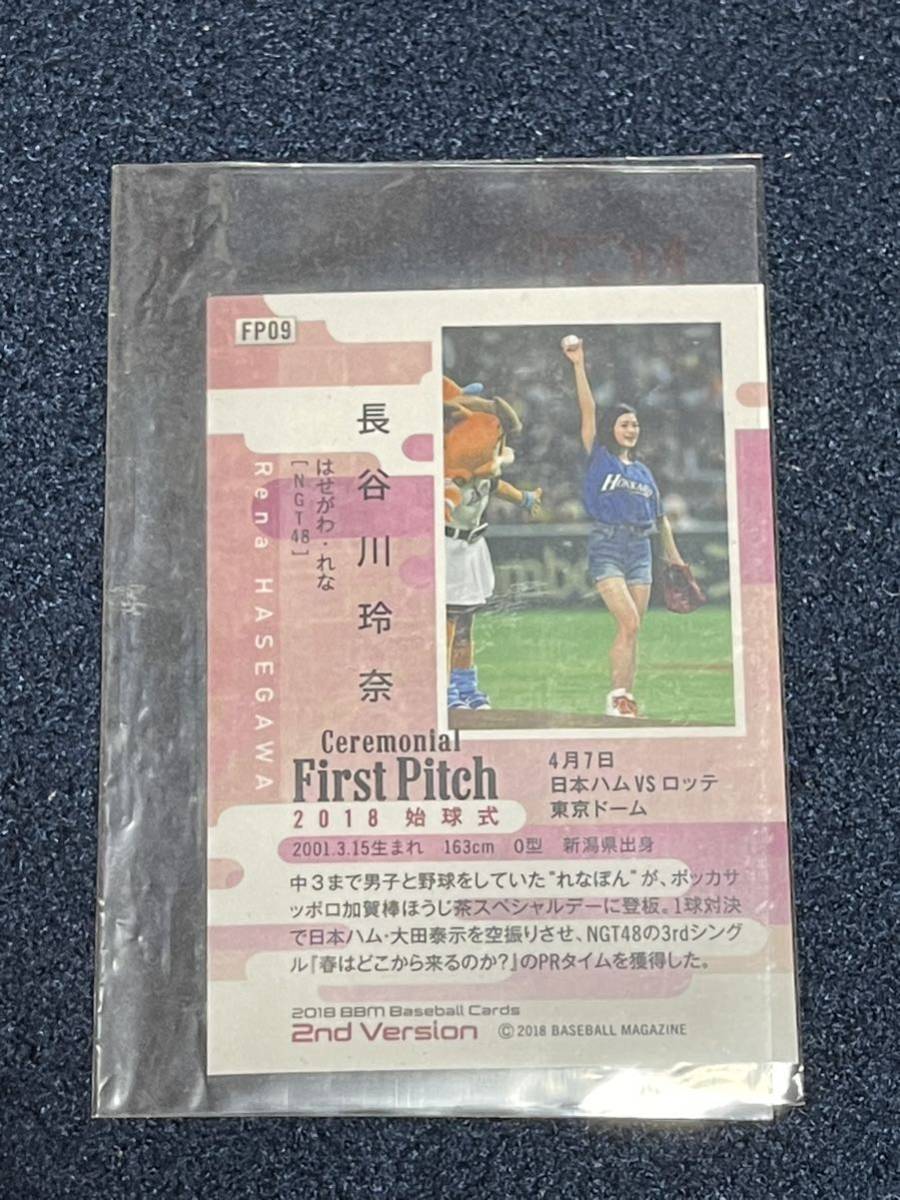 FP09
長谷川玲奈
はせがわ・れな
[NGT48]
Rena HASEGAWA
HOKKAI
Ceremonial
First Pitch
2018 始球式
4月7日
日本ハム VS ロッテ
東京ドーム
2001.3.15生まれ 163cm O型 新潟県出身
中3まで男子と野球をしていた"れなぽん"が、ポッカサ
ッポロ加賀棒ほうじ茶スペシャルデーに登板。1球対決
で日本ハム・大田泰示を空振りさせ、NGT48の3rdシング
ル『春はどこから来るのか?』のPRタイムを獲得した。
2018 BBM Baseball Cards
2nd Version
© 2018 BASEBALL MAGAZINE